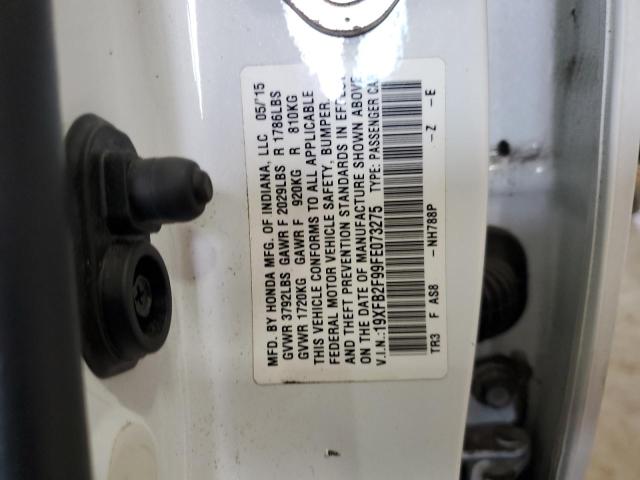 MFD. BY HONDA MFG. OF INDIANA, LLC 05/'15
GVWR 3792LBS GAWR F 2029LBS R 1786LBS
GVWR 1720KG GAWR F 920KG R 810KG
THIS VEHICLE CONFORMS TO ALL APPLICABLE
FEDERAL MOTOR VEHICLE SAFETY, BUMPER,
AND THEFT PREVENTION STANDARDS IN EFFECT
ON THE DATE OF MANUFACTURE SHOWN ABOVE
V.I.N.:19XFB2F99FE073275 TYPE: PASSENGER CAR
TR3 F AS8 -NH788P -Z -E